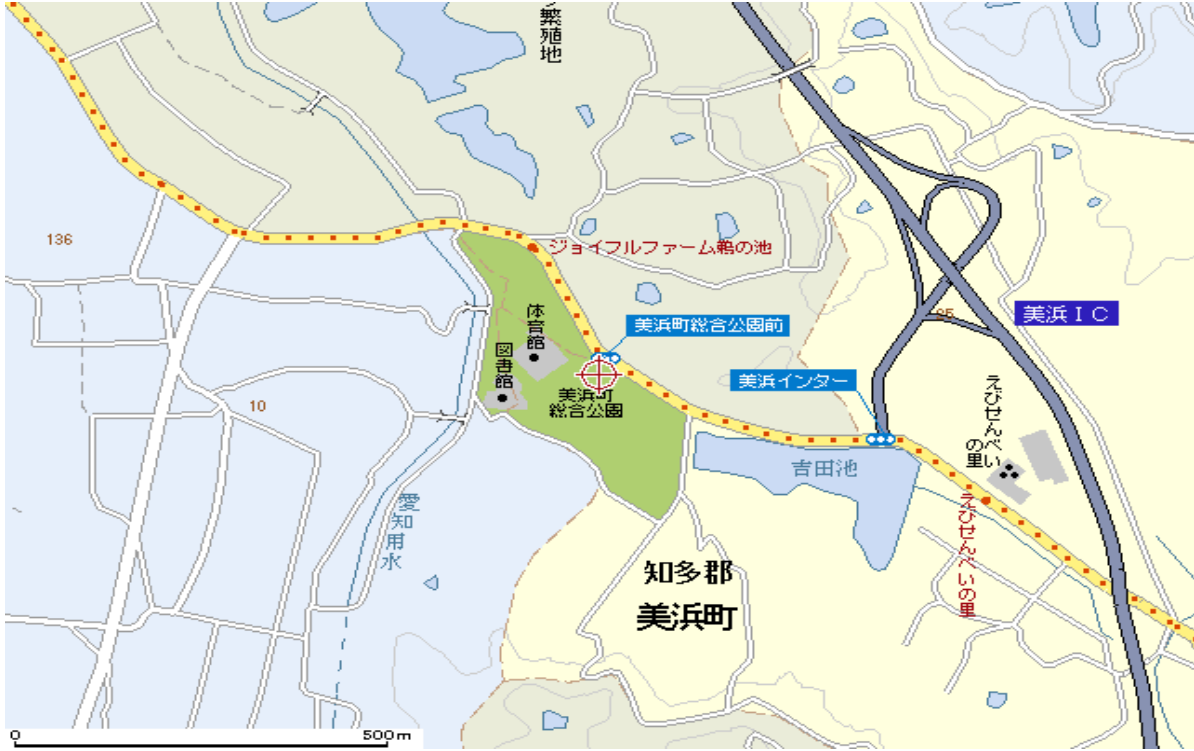 繁殖地
136
ジョイフルファーム鵜の池
美浜町総合公園前
体育館
図書館
美浜町
総合公園
美浜インター
美浜IC
10
えびせんべい
の里
吉田池
愛知用水
えびせんべいの里
知多郡
美浜町
0
500m